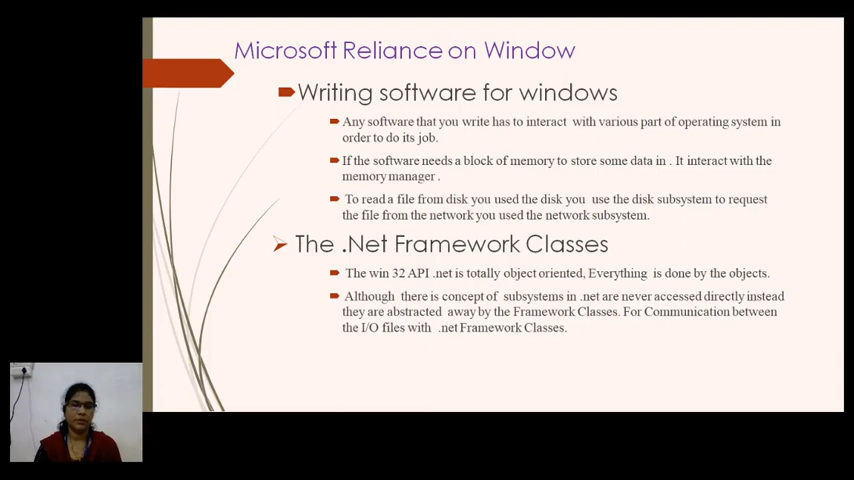 Microsoft Reliance on Window
Writing software for windows
Any software that you write has to interact with various part of operating system in
order to do its job.
If the software needs a block of memory to store some data in . It interact with the
memory manager .
To read a file from disk you used the disk you use the disk subsystem to request
the file from the network you used the network subsystem.
The .Net Framework Classes
The win 32 API .net is totally object oriented, Everything is done by the objects.
Although there is concept of subsystems in .net are never accessed directly instead
they are abstracted away by the Framework Classes. For Communication between
the I/O files with .net Framework Classes.